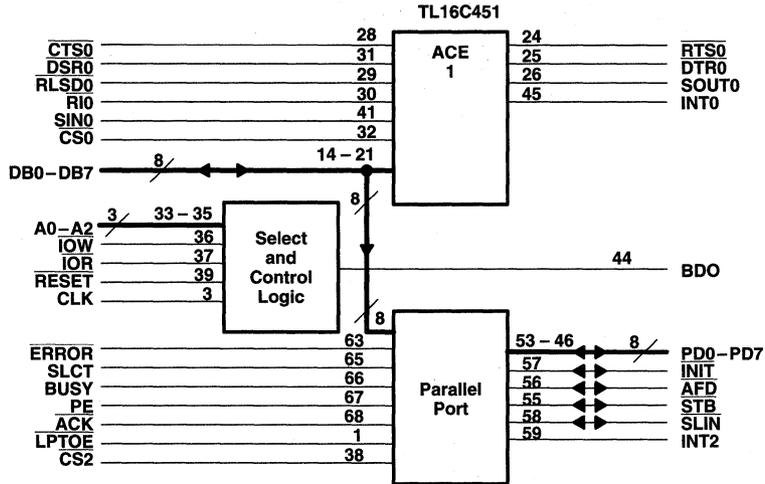 TL16C451
CTS0 28 ACE 1 24 RTS0
DSR0 31 25 DTR0
RLSD0 29 26 SOUT0
RI0 30 45 INT0
SIN0 41
CS0 32
DB0–DB7 8 14 – 21
8
A0–A2 3 33 – 35 Select and Control Logic
IOW 36
IOR 37
RESET 39
CLK 3
44 BDO
8
ERROR 63 Parallel Port 53 – 46 8 PD0–PD7
SLCT 65 57 INIT
BUSY 66 56 AFD
PE 67 55 STB
ACK 68 58 SLIN
LPTOE 1 59 INT2
CS2 38